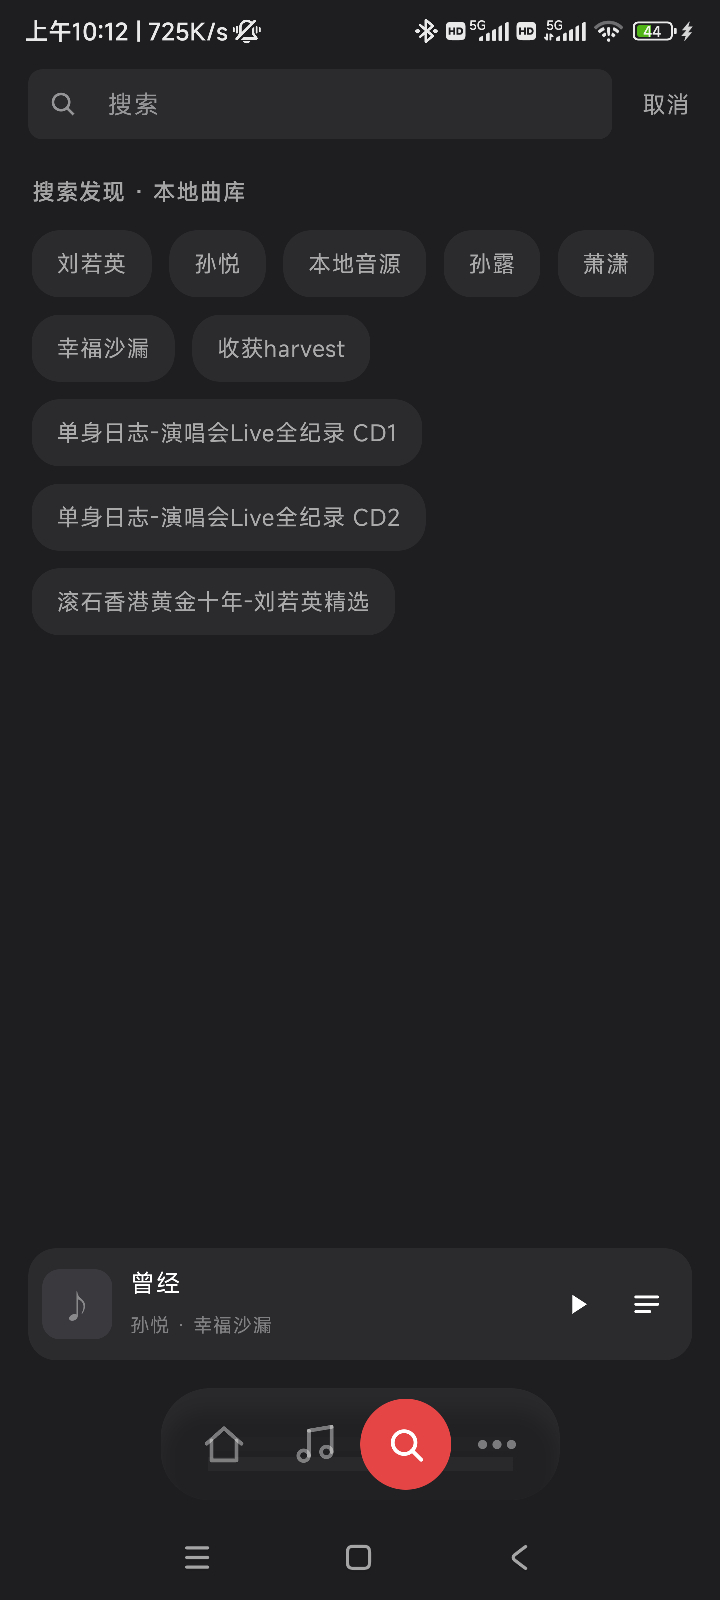 上午10:12 | 725K/s HD 5G HD 5G 44
搜索 取消
搜索发现 · 本地曲库
刘若英 孙悦 本地音源 孙露 萧潇
幸福沙漏 收获harvest
单身日志-演唱会Live全纪录 CD1
单身日志-演唱会Live全纪录 CD2
滚石香港黄金十年-刘若英精选
曾经
孙悦 · 幸福沙漏